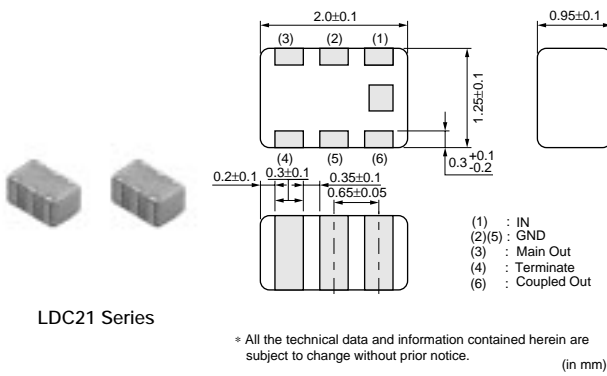 2.0±0.1
0.95±0.1
(3) (2) (1)
1.25±0.1
(4) (5) (6)
0.3 +0.1 -0.2
0.2±0.1 0.3±0.1 0.35±0.1
0.65±0.05
(1) : IN
(2)(5) : GND
(3) : Main Out
(4) : Terminate
(6) : Coupled Out
LDC21 Series
* All the technical data and information contained herein are
subject to change without prior notice.
(in mm)